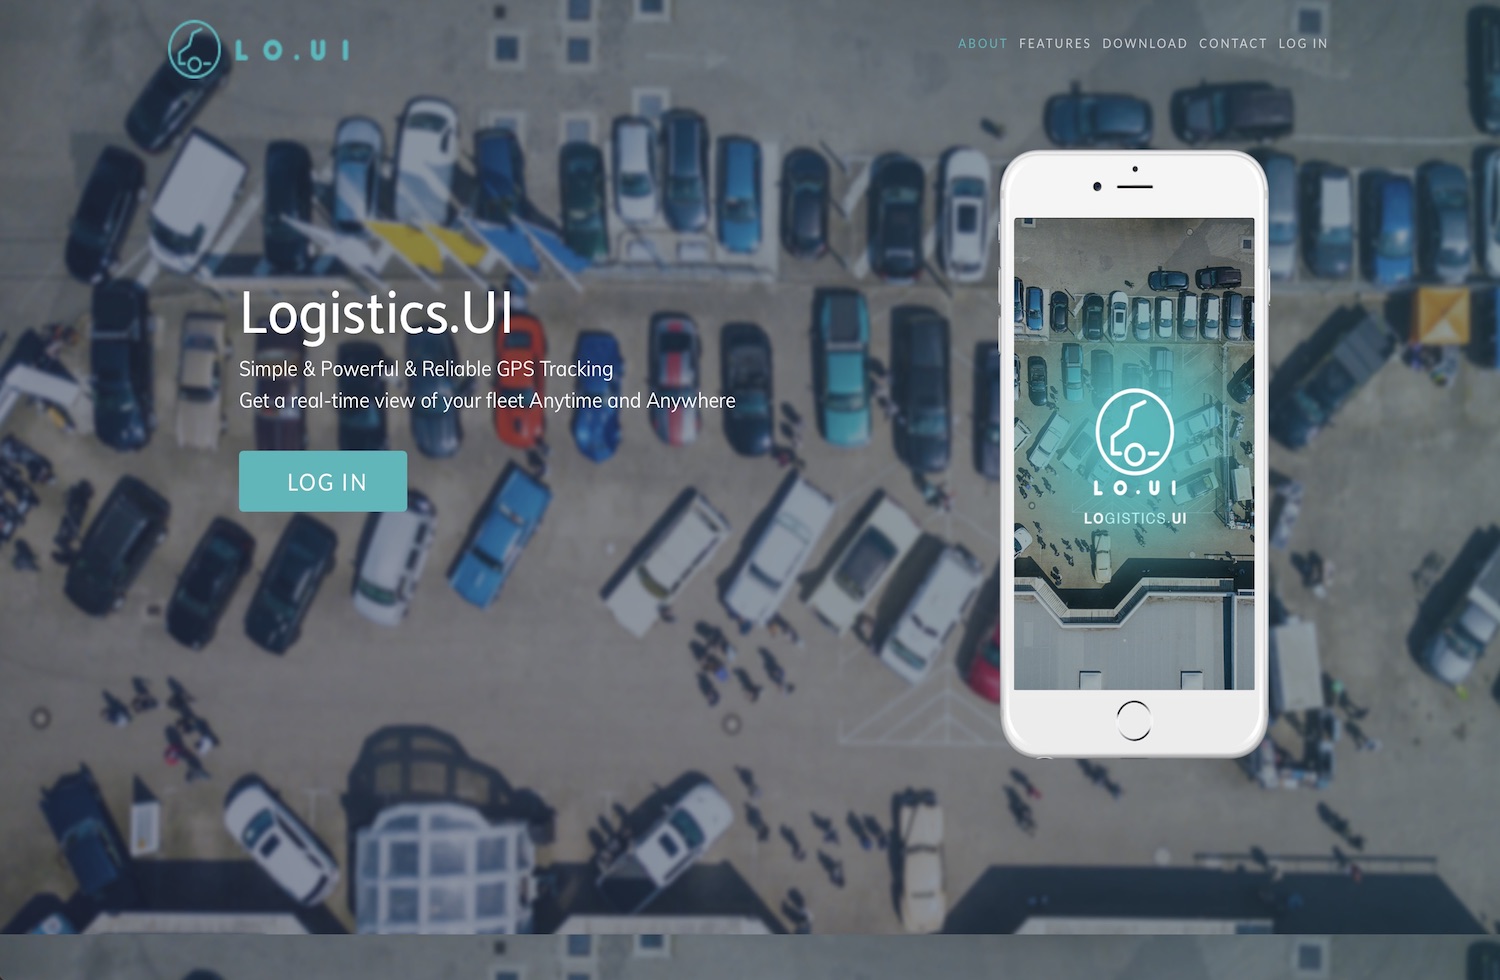 LO.UI
ABOUT FEATURES DOWNLOAD CONTACT LOG IN
Logistics.UI
Simple & Powerful & Reliable GPS Tracking
Get a real-time view of your fleet Anytime and Anywhere
LOG IN
LO.UI
LOGISTICS.UI